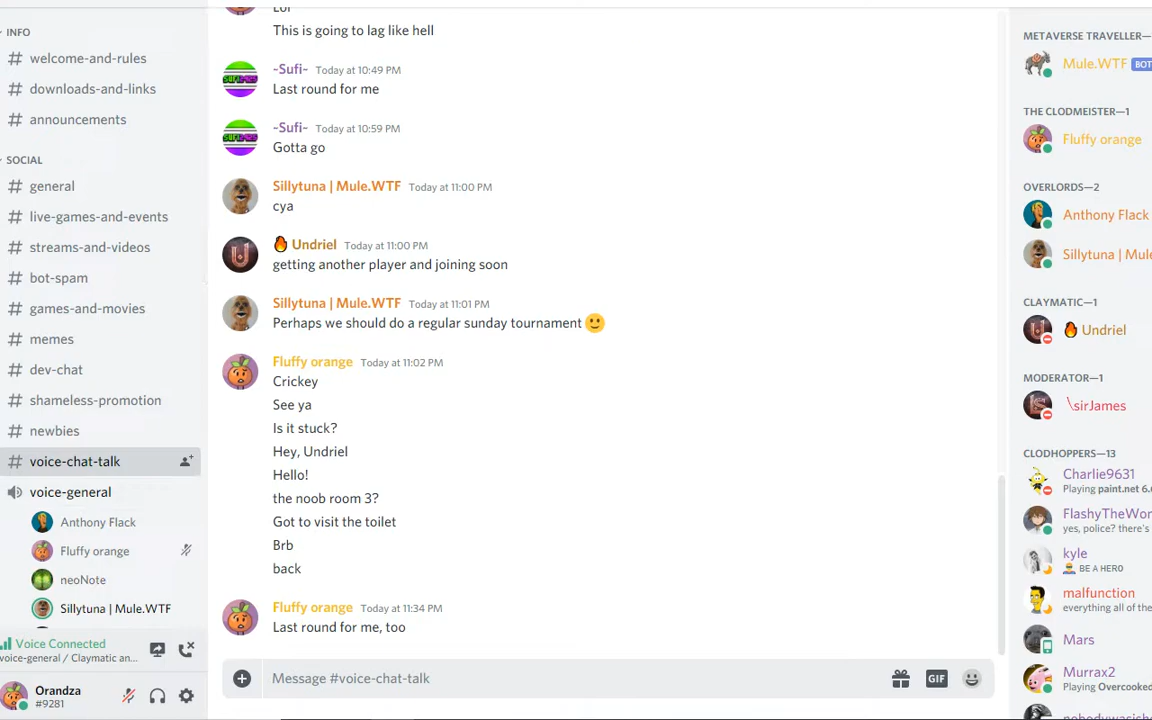 INFO
# welcome-and-rules
# downloads-and-links
# announcements
SOCIAL
# general
# live-games-and-events
# streams-and-videos
# bot-spam
# games-and-movies
# memes
# dev-chat
# shameless-promotion
# newbies
# voice-chat-talk
voice-general
Anthony Flack
Fluffy orange
neoNote
Sillytuna | Mule.WTF
Voice Connected
voice-general / Claymatic an...
Orandza
#9281
Lol
This is going to lag like hell
-Sufi- Today at 10:49 PM
Last round for me
-Sufi- Today at 10:59 PM
Gotta go
Sillytuna | Mule.WTF Today at 11:00 PM
cya
Undriel Today at 11:00 PM
getting another player and joining soon
Sillytuna | Mule.WTF Today at 11:01 PM
Perhaps we should do a regular sunday tournament 🙂
Fluffy orange Today at 11:02 PM
Crickey
See ya
Is it stuck?
Hey, Undriel
Hello!
the noob room 3?
Got to visit the toilet
Brb
back
Fluffy orange Today at 11:34 PM
Last round for me, too
Message #voice-chat-talk
GIF
METAVERSE TRAVELLER—
Mule.WTF BOT
THE CLODMEISTER—1
Fluffy orange
OVERLORDS—2
Anthony Flack
Sillytuna | Mule
CLAYMATIC—1
Undriel
MODERATOR—1
\sirJames
CLODHOPPERS—13
Charlie9631
Playing paint.net 6.
FlashyTheWor
yes, police? there's
kyle
BE A HERO
malfunction
everything all of the
Mars
Murrax2
Playing Overcooked